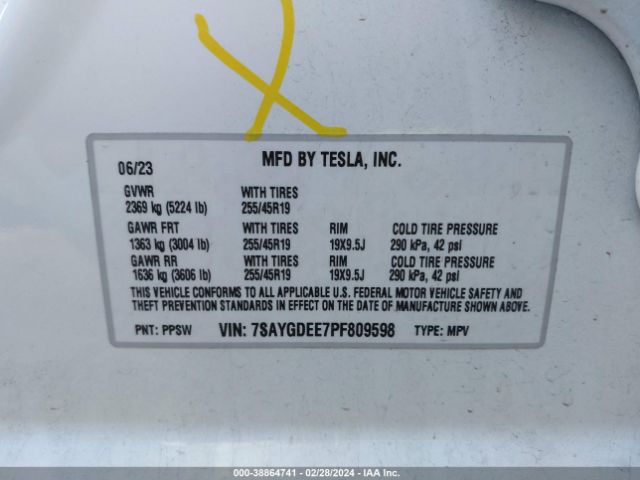 06/23 MFD BY TESLA, INC.
GVWR WITH TIRES
2369 kg (5224 lb) 255/45R19
GAWR FRT WITH TIRES RIM COLD TIRE PRESSURE
1363 kg (3004 lb) 255/45R19 19X9.5J 290 kPa, 42 psi
GAWR RR WITH TIRES RIM COLD TIRE PRESSURE
1636 kg (3606 lb) 255/45R19 19X9.5J 290 kPa, 42 psi
THIS VEHICLE CONFORMS TO ALL APPLICABLE U.S. FEDERAL MOTOR VEHICLE SAFETY AND
THEFT PREVENTION STANDARDS IN EFFECT ON THE DATE OF MANUFACTURE SHOWN ABOVE.
PNT: PPSW VIN: 7SAYGDEE7PF809598 TYPE: MPV
000-38864741 - 02/28/2024 - IAA Inc.